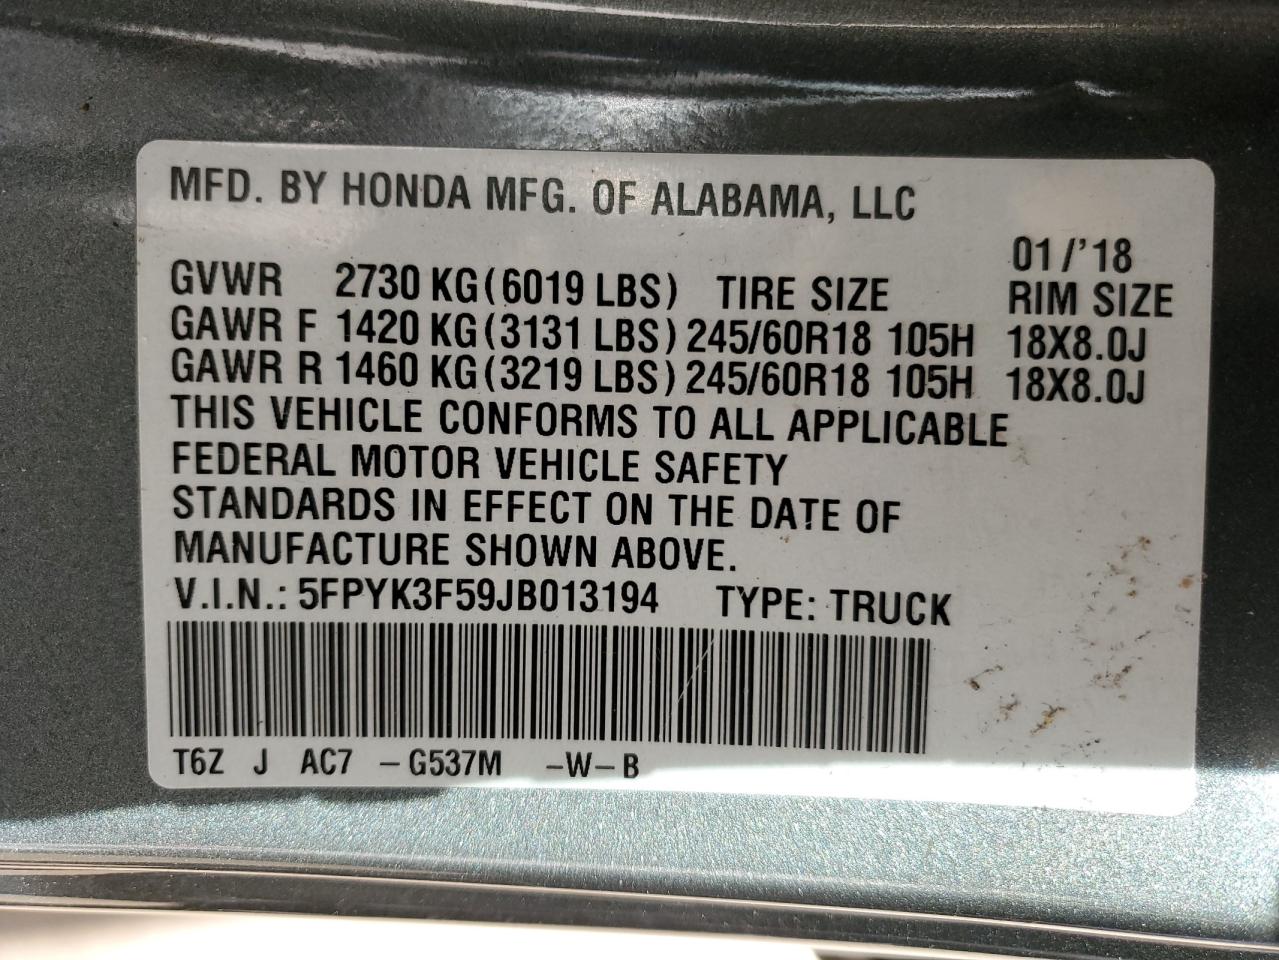 MFD. BY HONDA MFG. OF ALABAMA, LLC
01/'18
GVWR 2730 KG(6019 LBS) TIRE SIZE RIM SIZE
GAWR F 1420 KG(3131 LBS) 245/60R18 105H 18X8.0J
GAWR R 1460 KG(3219 LBS) 245/60R18 105H 18X8.0J
THIS VEHICLE CONFORMS TO ALL APPLICABLE
FEDERAL MOTOR VEHICLE SAFETY
STANDARDS IN EFFECT ON THE DATE OF
MANUFACTURE SHOWN ABOVE.
V.I.N.: 5FPYK3F59JB013194 TYPE: TRUCK
T6Z J AC7 -G537M -W-B